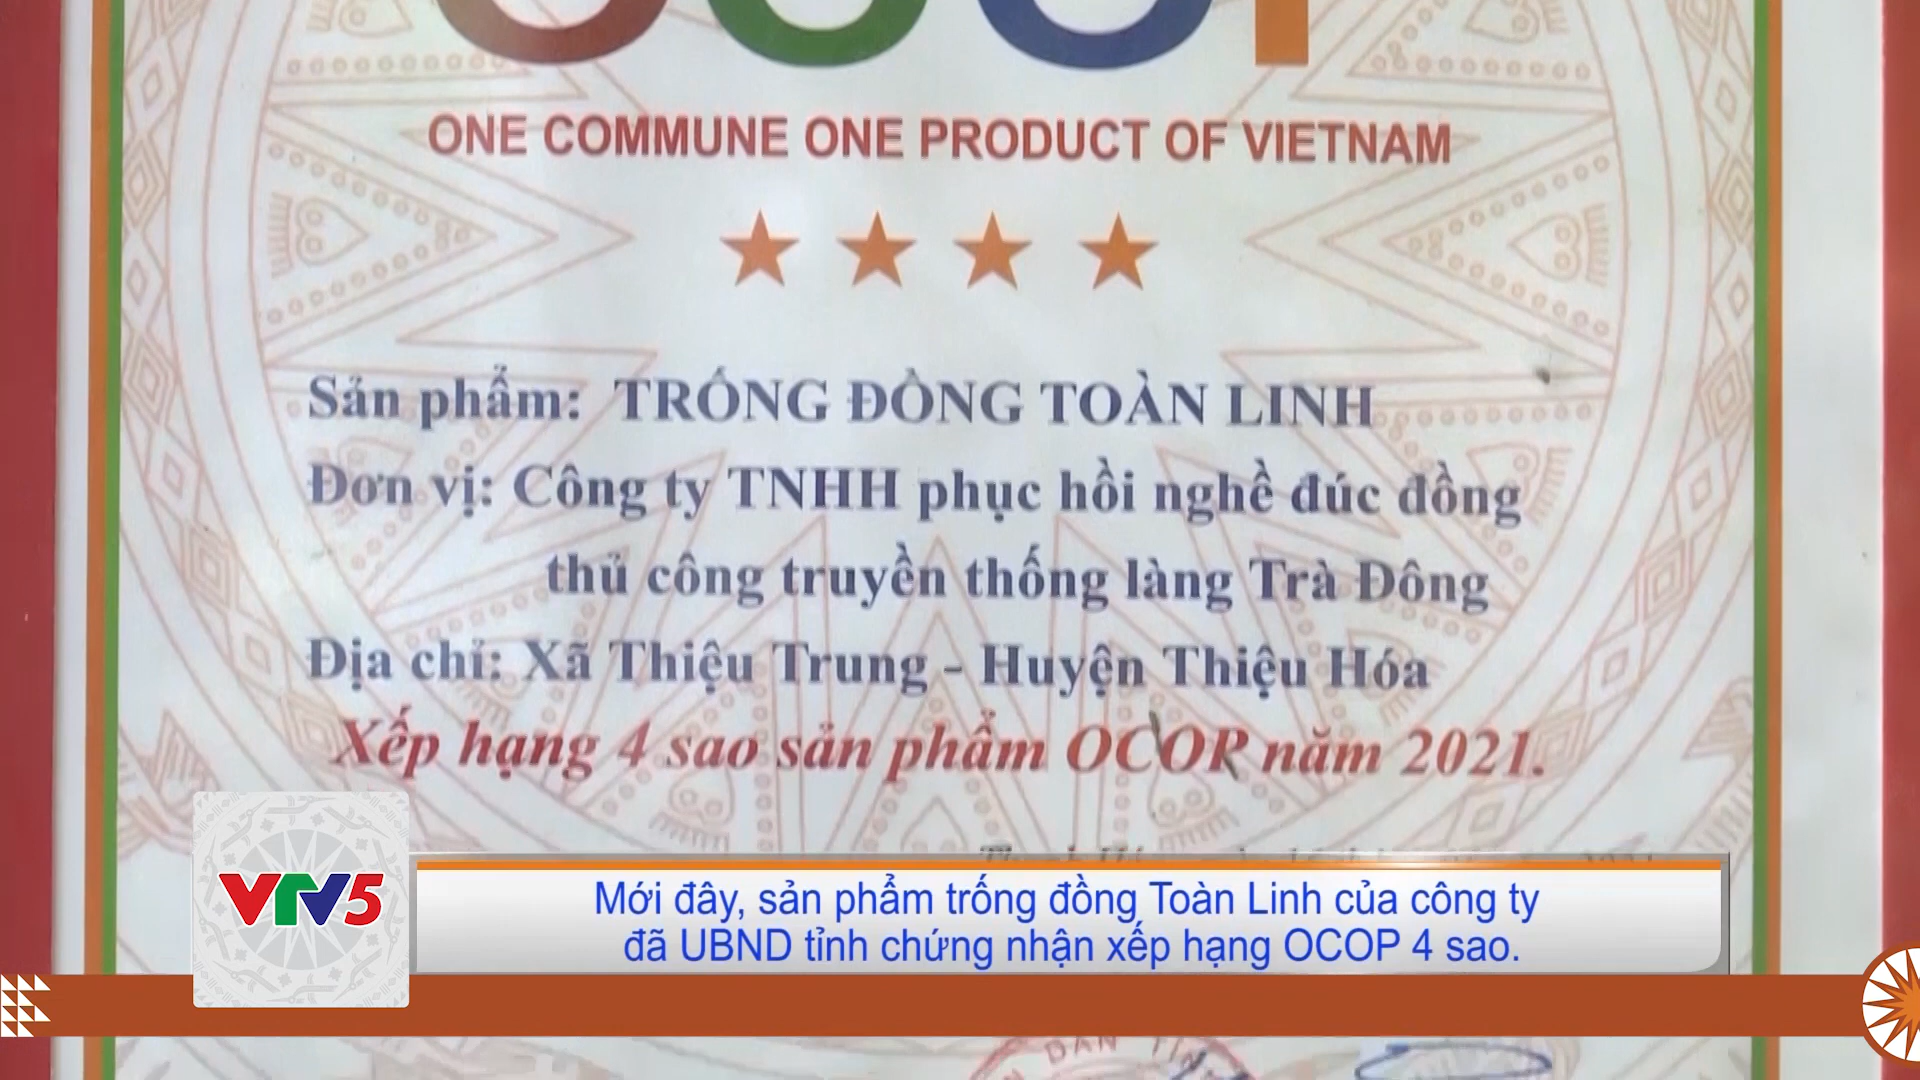 OCOP
ONE COMMUNE ONE PRODUCT OF VIETNAM
Sản phẩm: TRỐNG ĐỒNG TOÀN LINH
Đơn vị: Công ty TNHH phục hồi nghề đúc đồng
thủ công truyền thống làng Trà Đông
Địa chỉ: Xã Thiệu Trung - Huyện Thiệu Hóa
Xếp hạng 4 sao sản phẩm OCOP năm 2021.
VTV5
Mới đây, sản phẩm trống đồng Toàn Linh của công ty
đã UBND tỉnh chứng nhận xếp hạng OCOP 4 sao.